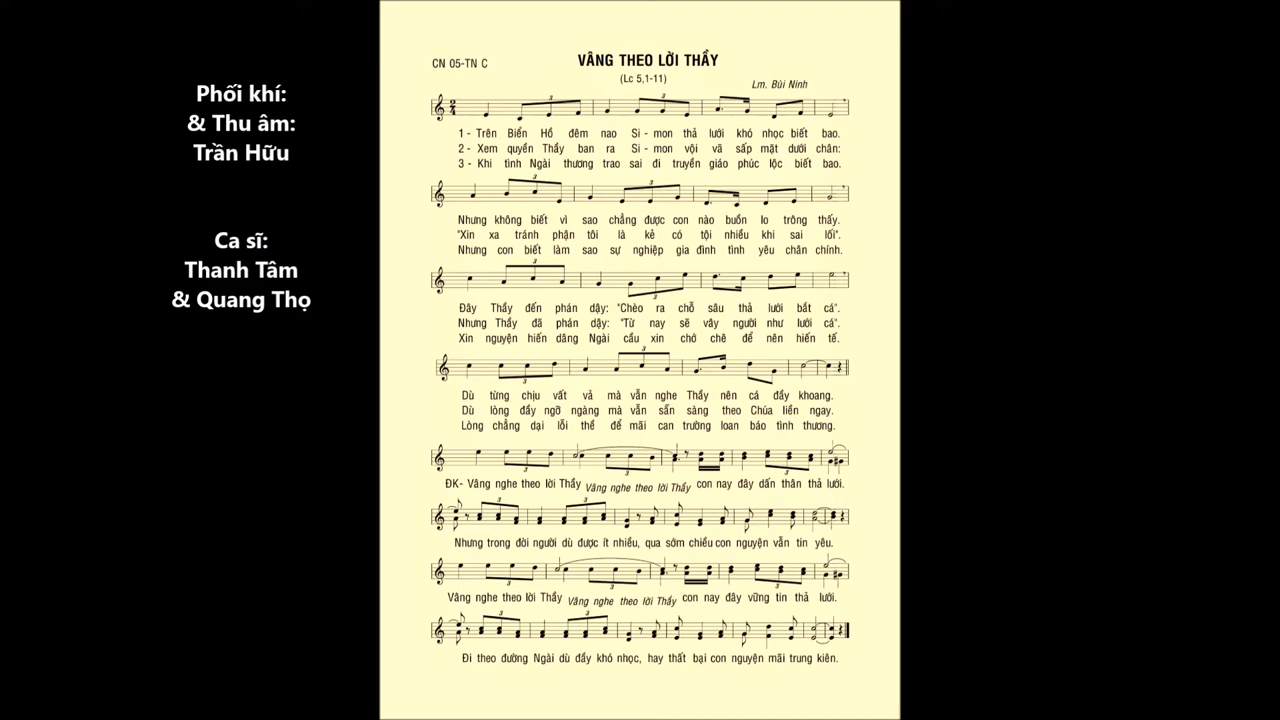 Phối khí:
& Thu âm:
Trần Hữu
Ca sĩ:
Thanh Tâm
& Quang Thọ
CN 05-TN C
VÂNG THEO LỜI THẦY
(Lc 5,1-11)
Lm. Bùi Ninh
1- Trên Biển Hồ đêm nao Si - mon thả lưới khó nhọc biết bao.
2- Xem quyền Thầy ban ra Si - mon vội vã sấp mặt dưới chân:
3- Khi tình Ngài thương trao sai đi truyền giáo phúc lộc biết bao.
Nhưng không biết vì sao chẳng được con nào buồn lo trông thấy.
"Xin xa tránh phận tôi là kẻ có tội nhiều khi sai lối".
Nhưng con biết làm sao sự nghiệp gia đình tình yêu chân chính.
Đây Thầy đến phán dậy: "Chèo ra chỗ sâu thả lưới bắt cá".
Nhưng Thầy đã phán dậy: "Từ nay sẽ vây người như lưới cá".
Xin nguyện hiến dâng Ngài cầu xin chớ chê để nên hiến tế.
Dù từng chịu vất vả mà vẫn nghe Thầy nên cá đầy khoang.
Dù lòng đầy ngỡ ngàng mà vẫn sẵn sàng theo Chúa liền ngay.
Lòng chẳng dại lỗi thề để mãi can trường loan báo tình thương.
ĐK- Vâng nghe theo lời Thầy Vâng nghe theo lời Thầy con nay đây dấn thân thả lưới.
Nhưng trong đời người dù được ít nhiều, qua sớm chiều con nguyện vẫn tin yêu.
Vâng nghe theo lời Thầy Vâng nghe theo lời Thầy con nay đây vững tin thả lưới.
Đi theo đường Ngài dù đầy khó nhọc, hay thất bại con nguyện mãi trung kiên.